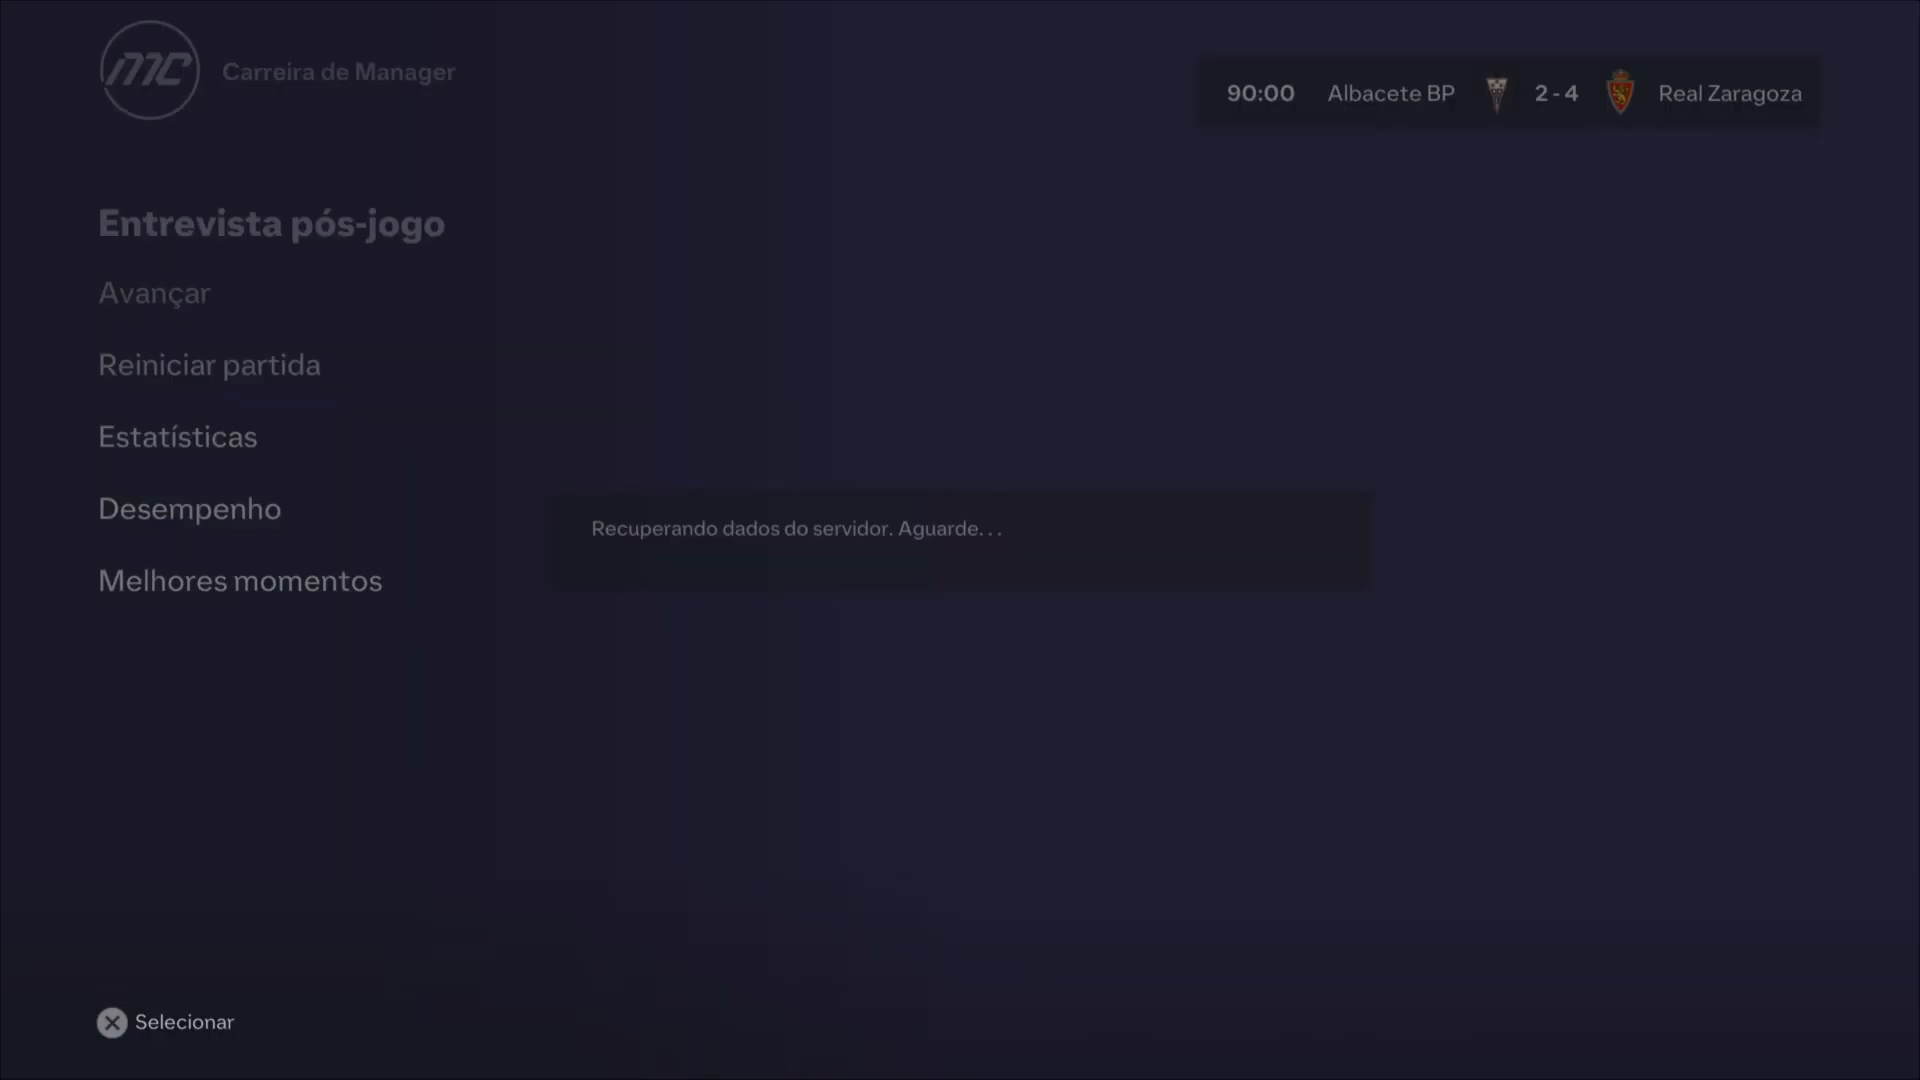 MC Carreira de Manager
90:00 Albacete BP 2 - 4 Real Zaragoza
Entrevista pós-jogo
Avançar
Reiniciar partida
Estatísticas
Desempenho
Melhores momentos
Recuperando dados do servidor. Aguarde...
Selecionar